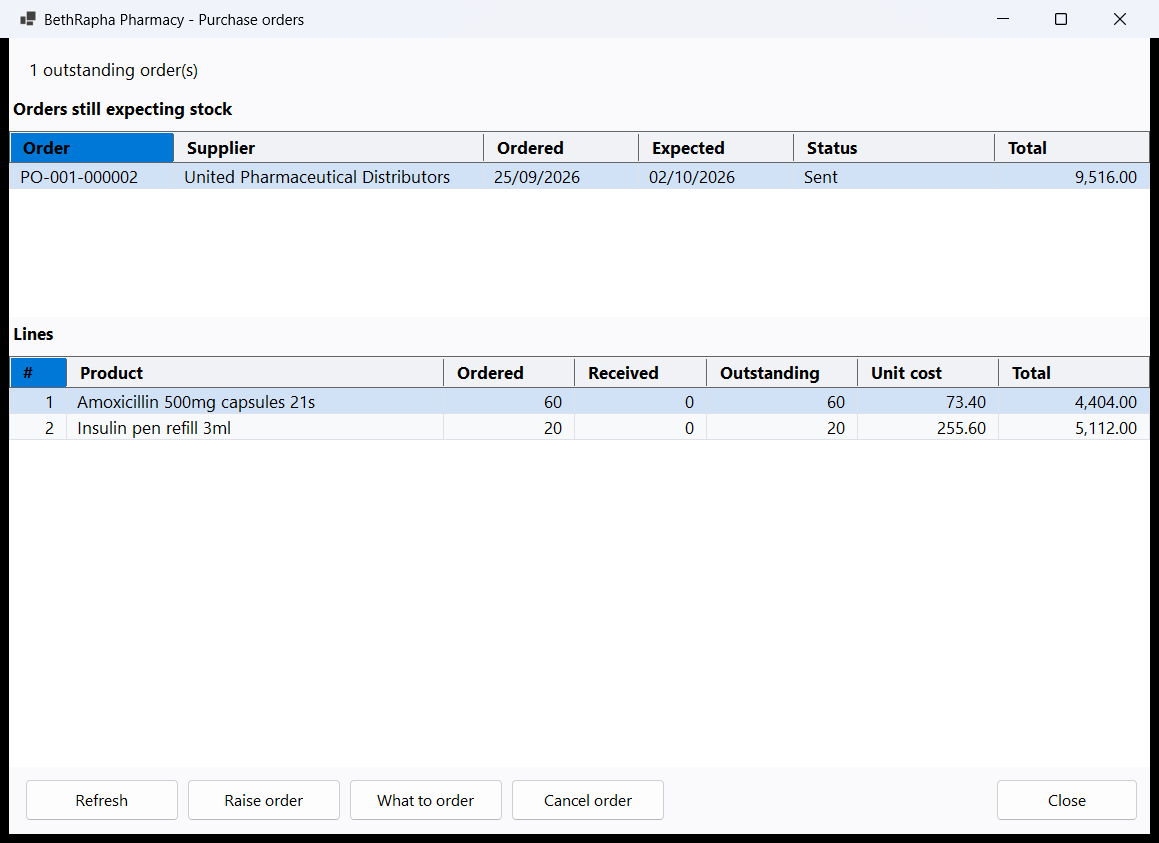 BethRapha Pharmacy - Purchase orders
1 outstanding order(s)
Orders still expecting stock
Order Supplier Ordered Expected Status Total
PO-001-000002 United Pharmaceutical Distributors 25/09/2026 02/10/2026 Sent 9,516.00
Lines
# Product Ordered Received Outstanding Unit cost Total
1 Amoxicillin 500mg capsules 21s 60 0 60 73.40 4,404.00
2 Insulin pen refill 3ml 20 0 20 255.60 5,112.00
Refresh Raise order What to order Cancel order Close